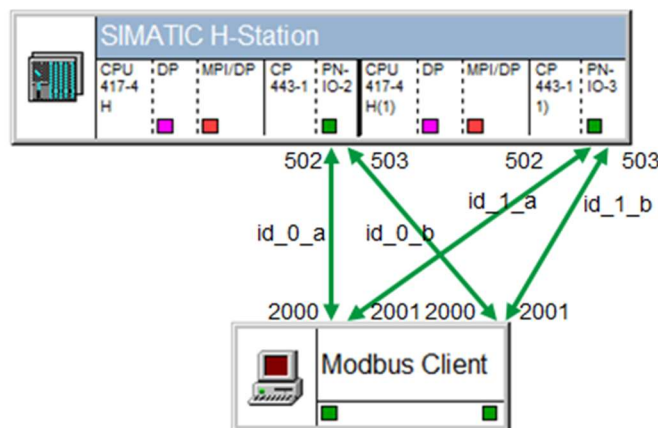 SIMATIC H-Station
CPU 417-4 H
DP
MPI/DP
CP 443-1
PN-IO-2
CPU 417-4 H(1)
DP
MPI/DP
CP 443-1 1)
PN-IO-3
502 503 502 503
id_1_a id_1_b
id_0_a id_0_b
2000 2001 2000 2001
Modbus Client